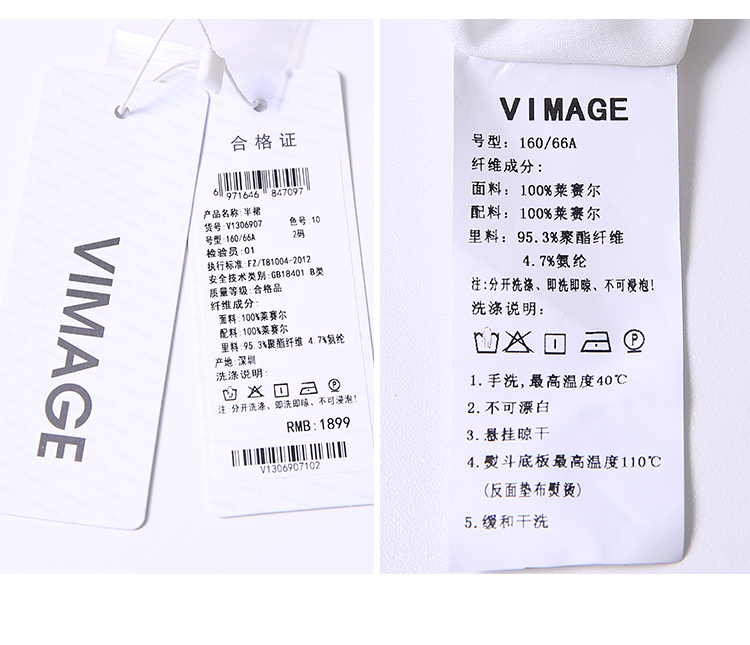 VIMAGE
合格证
6 971646 847097
产品名称:半裙
货号:V1306907 色号:10
号型:160/66A 2码
检验员:01
执行标准:FZ/T81004-2012
安全技术类别:GB18401 B类
质量等级:合格品
纤维成分:
面料:100%莱赛尔
配料:100%莱赛尔
里料:95.3%聚酯纤维 4.7%氨纶
产地:深圳
洗涤说明:
注 分开洗涤、即洗即晾、不可浸泡!
RMB:1899
V1306907102
VIMAGE
号型: 160/66A
纤维成分:
面料: 100%莱赛尔
配料: 100%莱赛尔
里料: 95.3%聚酯纤维
4.7%氨纶
注:分开洗涤、即洗即晾、不可浸泡!
洗涤说明:
P
1.手洗,最高温度40℃
2.不可漂白
3.悬挂晾干
4.熨斗底板最高温度110℃
(反面垫布熨烫)
5.缓和干洗